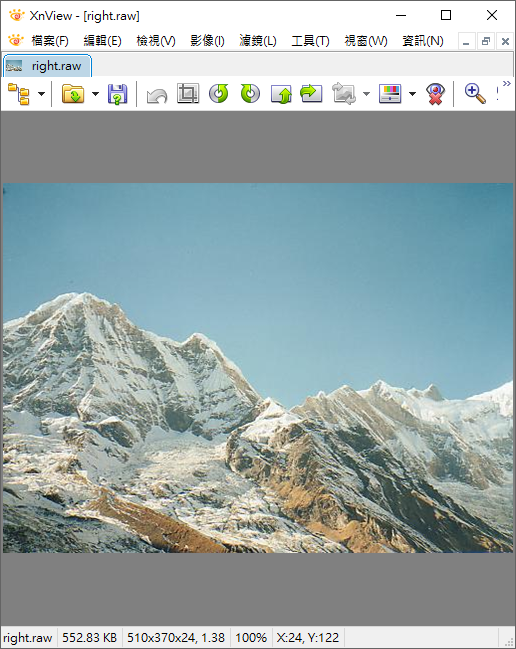 XnView - [right.raw]
檔案(F) 編輯(E) 檢視(V) 影像(I) 濾鏡(L) 工具(T) 視窗(W) 資訊(N)
right.raw
right.raw 552.83 KB 510x370x24, 1.38 100% X:24, Y:122